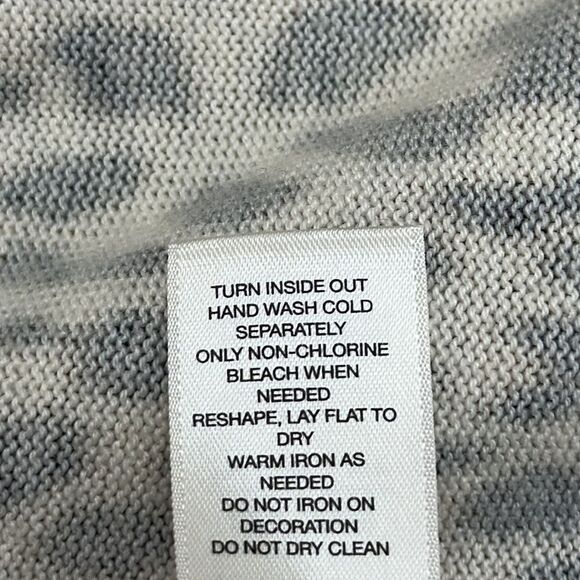 TURN INSIDE OUT
HAND WASH COLD
SEPARATELY
ONLY NON-CHLORINE
BLEACH WHEN
NEEDED
RESHAPE, LAY FLAT TO
DRY
WARM IRON AS
NEEDED
DO NOT IRON ON
DECORATION
DO NOT DRY CLEAN